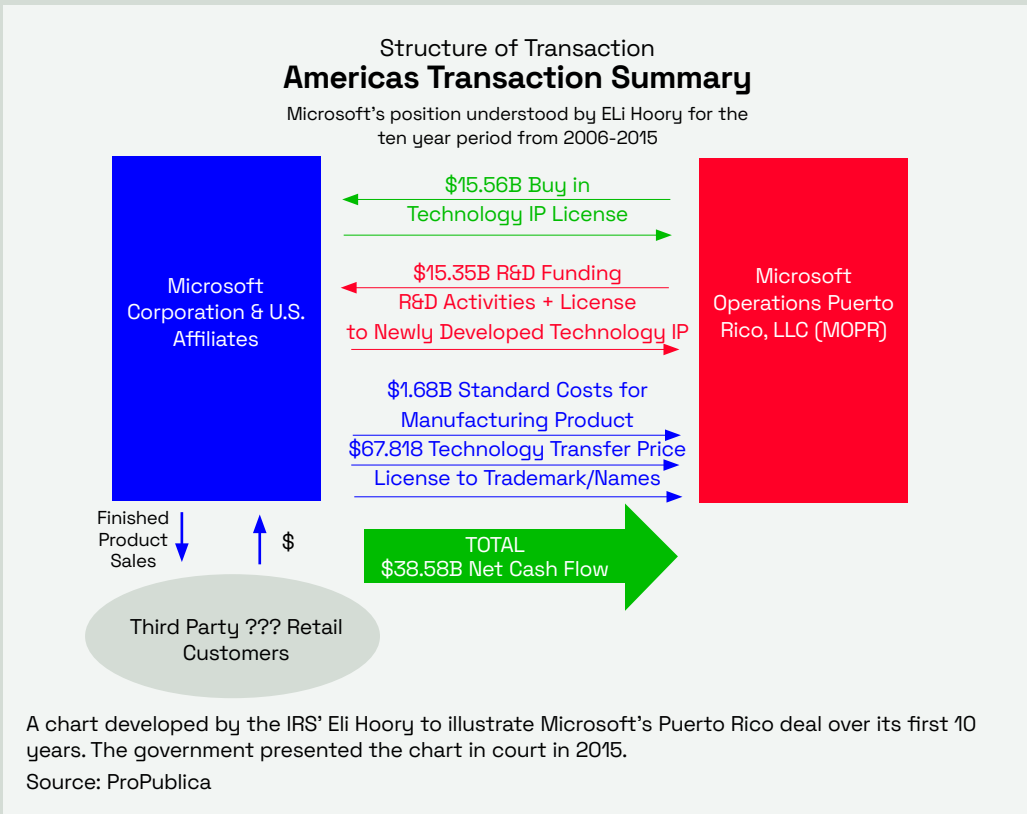 Structure of Transaction
Americas Transaction Summary
Microsoft's position understood by ELi Hoory for the
ten year period from 2006-2015
Microsoft
Corporation & U.S.
Affiliates
$15.56B Buy in
Technology IP License
$15.35B R&D Funding
R&D Activities + License
to Newly Developed Technology IP
$1.68B Standard Costs for
Manufacturing Product
$67.818 Technology Transfer Price
License to Trademark/Names
Microsoft
Operations Puerto
Rico, LLC (MOPR)
Finished
Product
Sales
$
TOTAL
$38.58B Net Cash Flow
Third Party ??? Retail
Customers
A chart developed by the IRS' Eli Hoory to illustrate Microsoft's Puerto Rico deal over its first 10
years. The government presented the chart in court in 2015.
Source: ProPublica